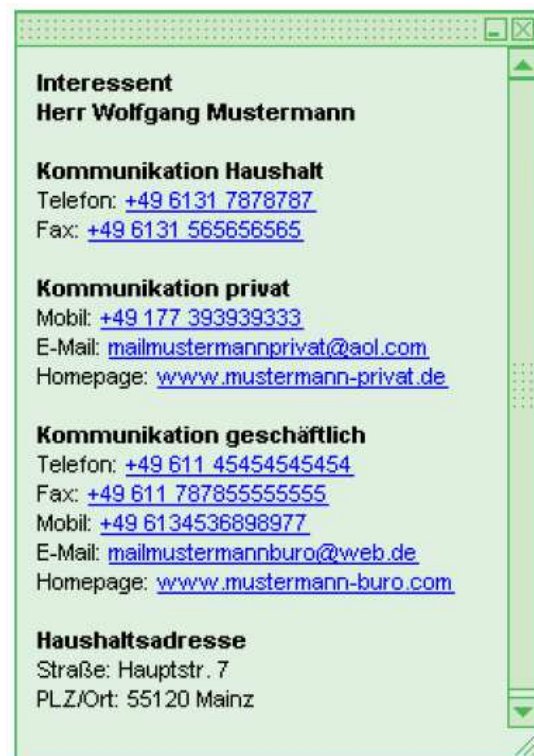 Interessent
Herr Wolfgang Mustermann
Kommunikation Haushalt
Telefon: +49 6131 7878787
Fax: +49 6131 565656565
Kommunikation privat
Mobil: +49 177 393939333
E-Mail: mailmustermannprivat@aol.com
Homepage: www.mustermann-privat.de
Kommunikation geschäftlich
Telefon: +49 611 45454545454
Fax: +49 611 787855555555
Mobil: +49 6134536898977
E-Mail: mailmustermannburo@web.de
Homepage: www.mustermann-buro.com
Haushaltsadresse
Straße: Hauptstr. 7
PLZ/Ort: 55120 Mainz